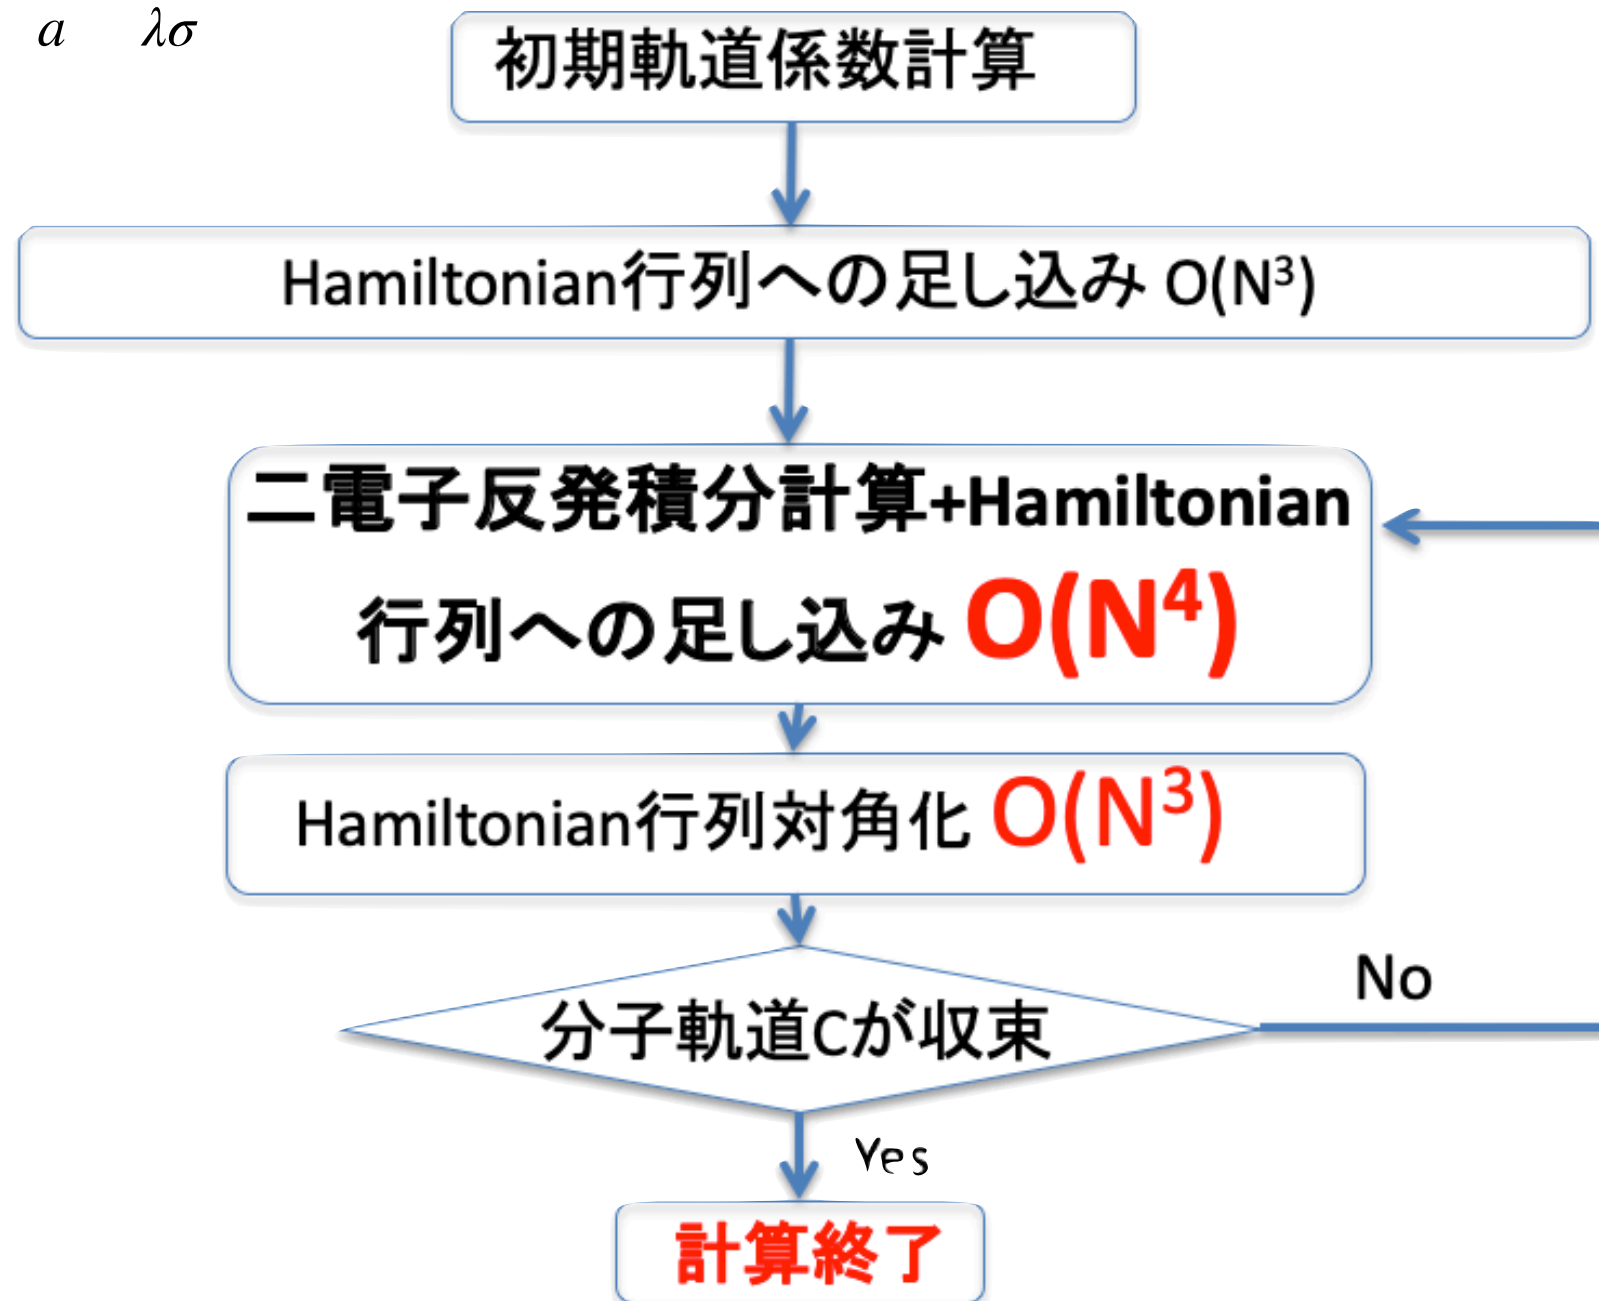 a λσ
初期軌道係数計算
Hamiltonian行列への足し込み O(N³)
二電子反発積分計算+Hamiltonian
行列への足し込み O(N⁴)
Hamiltonian行列対角化 O(N³)
No
分子軌道Cが収束
Yes
計算終了